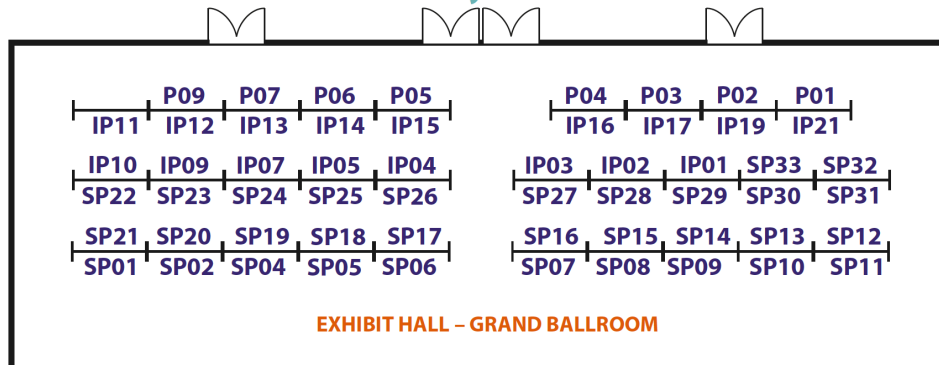 P09 P07 P06 P05 P04 P03 P02 P01
IP11 IP12 IP13 IP14 IP15 IP16 IP17 IP19 IP21
IP10 IP09 IP07 IP05 IP04 IP03 IP02 IP01 SP33 SP32
SP22 SP23 SP24 SP25 SP26 SP27 SP28 SP29 SP30 SP31
SP21 SP20 SP19 SP18 SP17 SP16 SP15 SP14 SP13 SP12
SP01 SP02 SP04 SP05 SP06 SP07 SP08 SP09 SP10 SP11
EXHIBIT HALL – GRAND BALLROOM